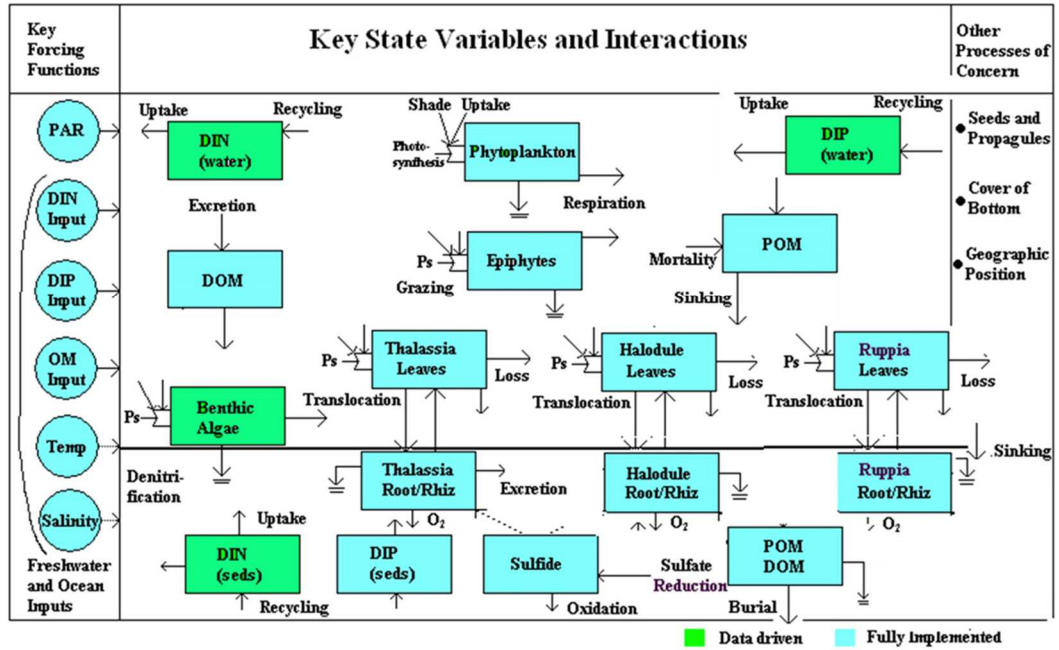 Key
Forcing
Functions
Key State Variables and Interactions
Other
Processes of
Concern
PAR
DIN
Input
DIP
Input
OM
Input
Temp
Salinity
Freshwater
and Ocean
Inputs
Uptake
Recycling
DIN
(water)
Shade
Uptake
Photo-
synthesis
Phytoplankton
Respiration
Uptake
Recycling
DIP
(water)
Seeds and
Propagules
Cover of
Bottom
Geographic
Position
Excretion
DOM
Ps
Grazing
Epiphytes
Mortality
POM
Sinking
Ps
Thalassia
Leaves
Loss
Translocation
Ps
Halodule
Leaves
Loss
Translocation
Ps
Ruppia
Leaves
Loss
Translocation
Ps
Benthic
Algae
Sinking
Denitri-
fication
Thalassia
Root/Rhiz
Excretion
O2
Halodule
Root/Rhiz
O2
Ruppia
Root/Rhiz
O2
Uptake
DIN
(seds)
Recycling
DIP
(seds)
Sulfide
Sulfate
Reduction
Oxidation
POM
DOM
Burial
Data driven
Fully Implemented